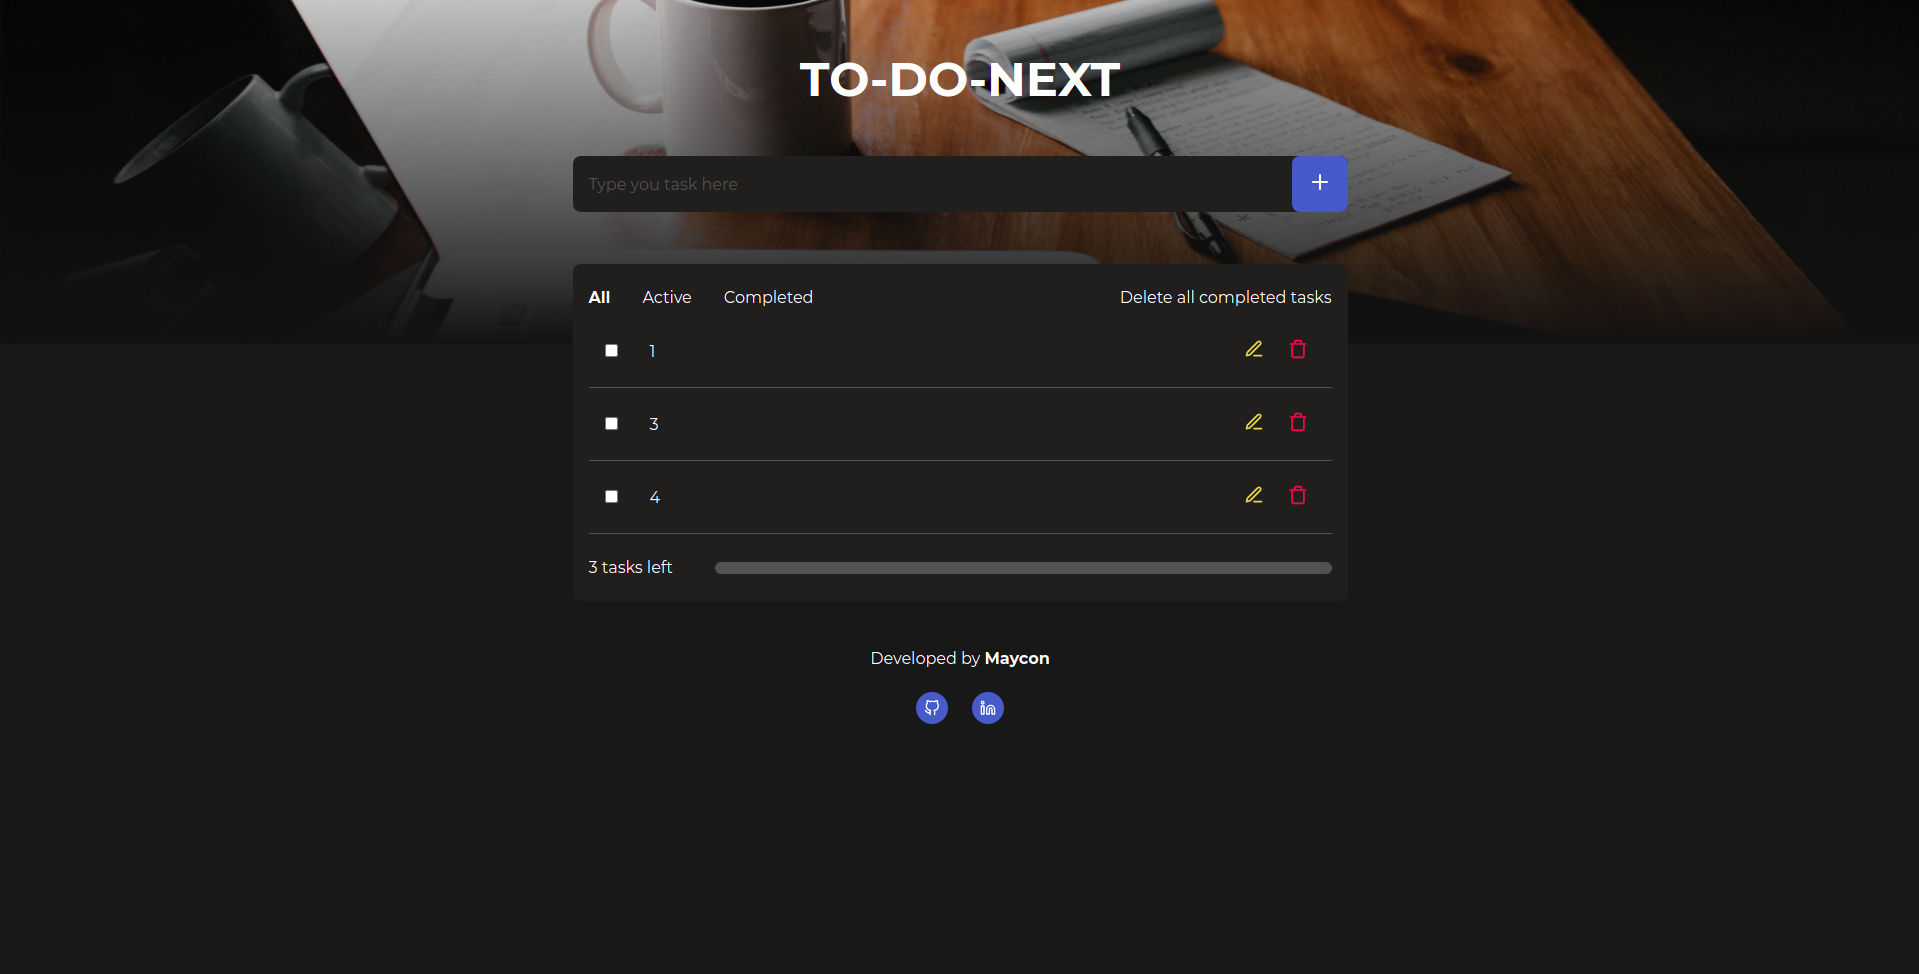 TO-DO-NEXT
Type you task here
All Active Completed Delete all completed tasks
1
3
4
3 tasks left
Developed by Maycon